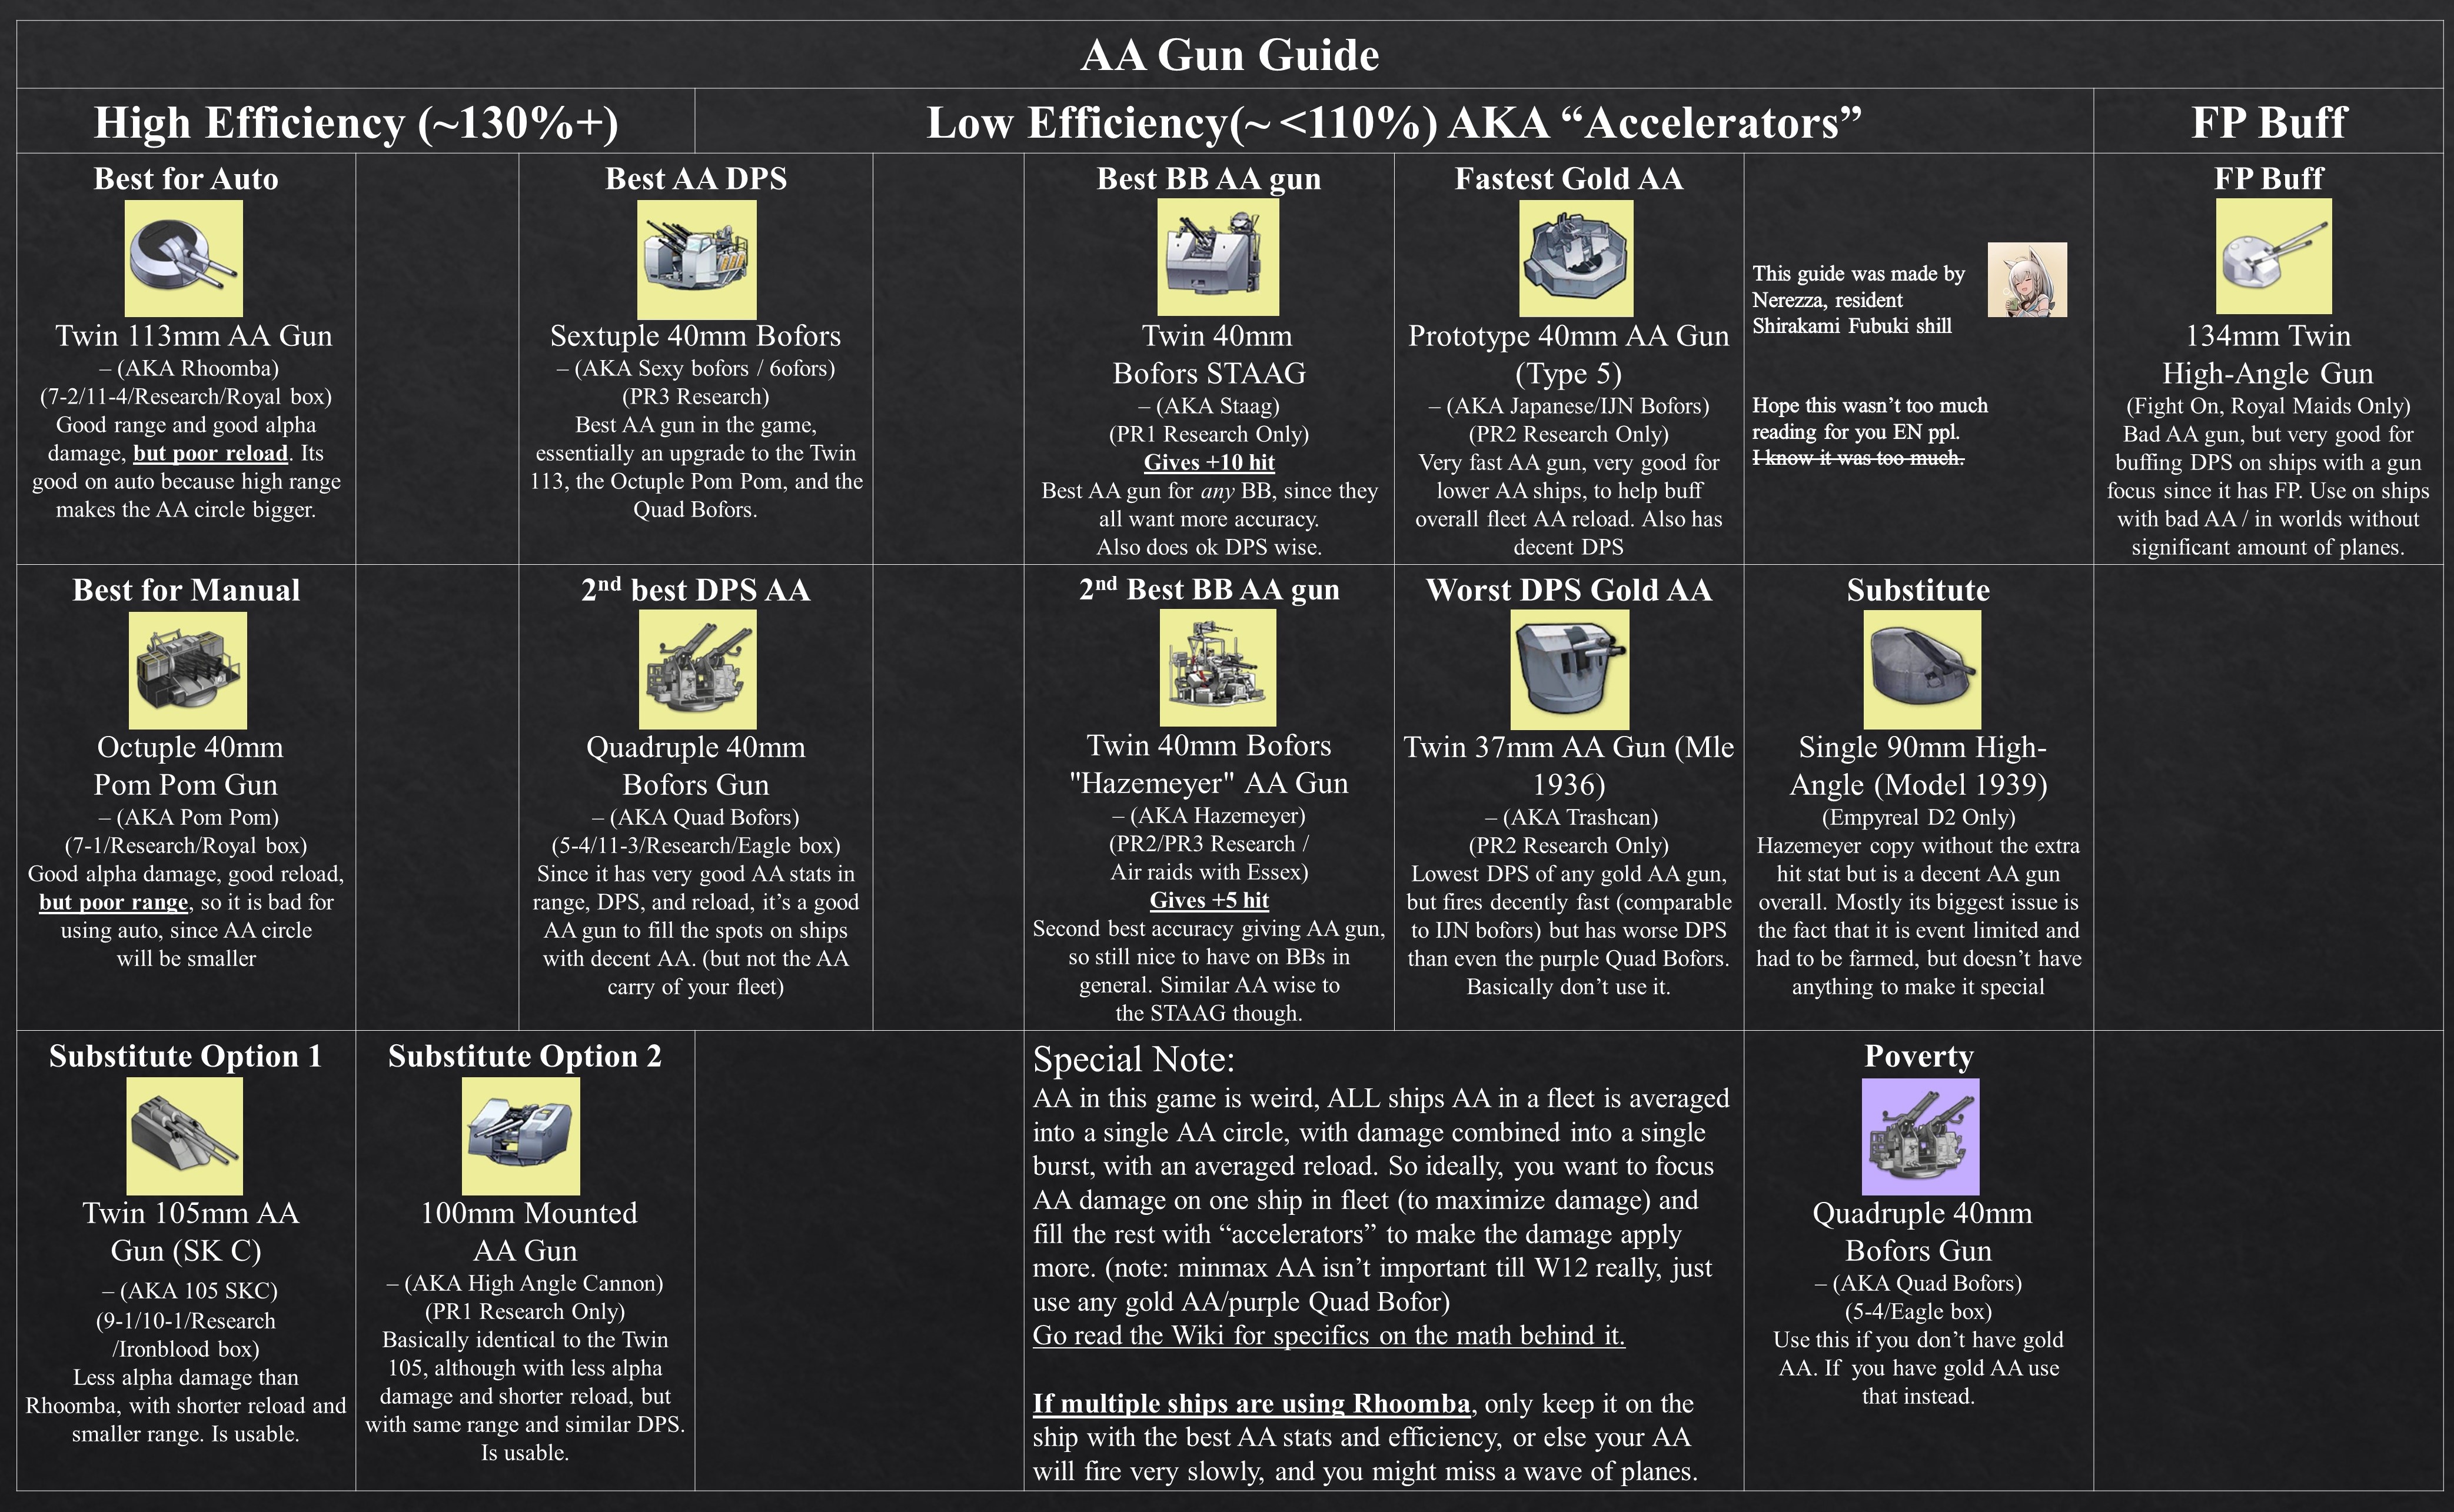 AA Gun Guide
High Efficiency (~130%+)
Low Efficiency(~ <110%) AKA “Accelerators”
FP Buff
Best for Auto
Twin 113mm AA Gun
– (AKA Rhoomba)
(7-2/11-4/Research/Royal box)
Good range and good alpha
damage, but poor reload. Its
good on auto because high range
makes the AA circle bigger.
Best AA DPS
Sextuple 40mm Bofors
– (AKA Sexy bofors / 6ofors)
(PR3 Research)
Best AA gun in the game,
essentially an upgrade to the Twin
113, the Octuple Pom Pom, and the
Quad Bofors.
Best BB AA gun
Twin 40mm
Bofors STAAG
– (AKA Staag)
(PR1 Research Only)
Gives +10 hit
Best AA gun for any BB, since they
all want more accuracy.
Also does ok DPS wise.
Fastest Gold AA
Prototype 40mm AA Gun
(Type 5)
– (AKA Japanese/IJN Bofors)
(PR2 Research Only)
Very fast AA gun, very good for
lower AA ships, to help buff
overall fleet AA reload. Also has
decent DPS
This guide was made by
Nerezza, resident
Shirakami Fubuki shill
Hope this wasn’t too much
reading for you EN ppl.
I know it was too much.
FP Buff
134mm Twin
High-Angle Gun
(Fight On, Royal Maids Only)
Bad AA gun, but very good for
buffing DPS on ships with a gun
focus since it has FP. Use on ships
with bad AA / in worlds without
significant amount of planes.
Best for Manual
Octuple 40mm
Pom Pom Gun
– (AKA Pom Pom)
(7-1/Research/Royal box)
Good alpha damage, good reload,
but poor range, so it is bad for
using auto, since AA circle
will be smaller
2nd best DPS AA
Quadruple 40mm
Bofors Gun
– (AKA Quad Bofors)
(5-4/11-3/Research/Eagle box)
Since it has very good AA stats in
range, DPS, and reload, it’s a good
AA gun to fill the spots on ships
with decent AA. (but not the AA
carry of your fleet)
2nd Best BB AA gun
Twin 40mm Bofors
"Hazemeyer" AA Gun
– (AKA Hazemeyer)
(PR2/PR3 Research /
Air raids with Essex)
Gives +5 hit
Second best accuracy giving AA gun,
so still nice to have on BBs in
general. Similar AA wise to
the STAAG though.
Worst DPS Gold AA
Twin 37mm AA Gun (Mle
1936)
– (AKA Trashcan)
(PR2 Research Only)
Lowest DPS of any gold AA gun,
but fires decently fast (comparable
to IJN bofors) but has worse DPS
than even the purple Quad Bofors.
Basically don’t use it.
Substitute
Single 90mm High-
Angle (Model 1939)
(Empyreal D2 Only)
Hazemeyer copy without the extra
hit stat but is a decent AA gun
overall. Mostly its biggest issue is
the fact that it is event limited and
had to be farmed, but doesn’t have
anything to make it special
Substitute Option 1
Twin 105mm AA
Gun (SK C)
– (AKA 105 SKC)
(9-1/10-1/Research
/Ironblood box)
Less alpha damage than
Rhoomba, with shorter reload and
smaller range. Is usable.
Substitute Option 2
100mm Mounted
AA Gun
– (AKA High Angle Cannon)
(PR1 Research Only)
Basically identical to the Twin
105, although with less alpha
damage and shorter reload, but
with same range and similar DPS.
Is usable.
Special Note:
AA in this game is weird, ALL ships AA in a fleet is averaged
into a single AA circle, with damage combined into a single
burst, with an averaged reload. So ideally, you want to focus
AA damage on one ship in fleet (to maximize damage) and
fill the rest with “accelerators” to make the damage apply
more. (note: minmax AA isn’t important till W12 really, just
use any gold AA/purple Quad Bofor)
Go read the Wiki for specifics on the math behind it.
If multiple ships are using Rhoomba, only keep it on the
ship with the best AA stats and efficiency, or else your AA
will fire very slowly, and you might miss a wave of planes.
Poverty
Quadruple 40mm
Bofors Gun
– (AKA Quad Bofors)
(5-4/Eagle box)
Use this if you don’t have gold
AA. If you have gold AA use
that instead.